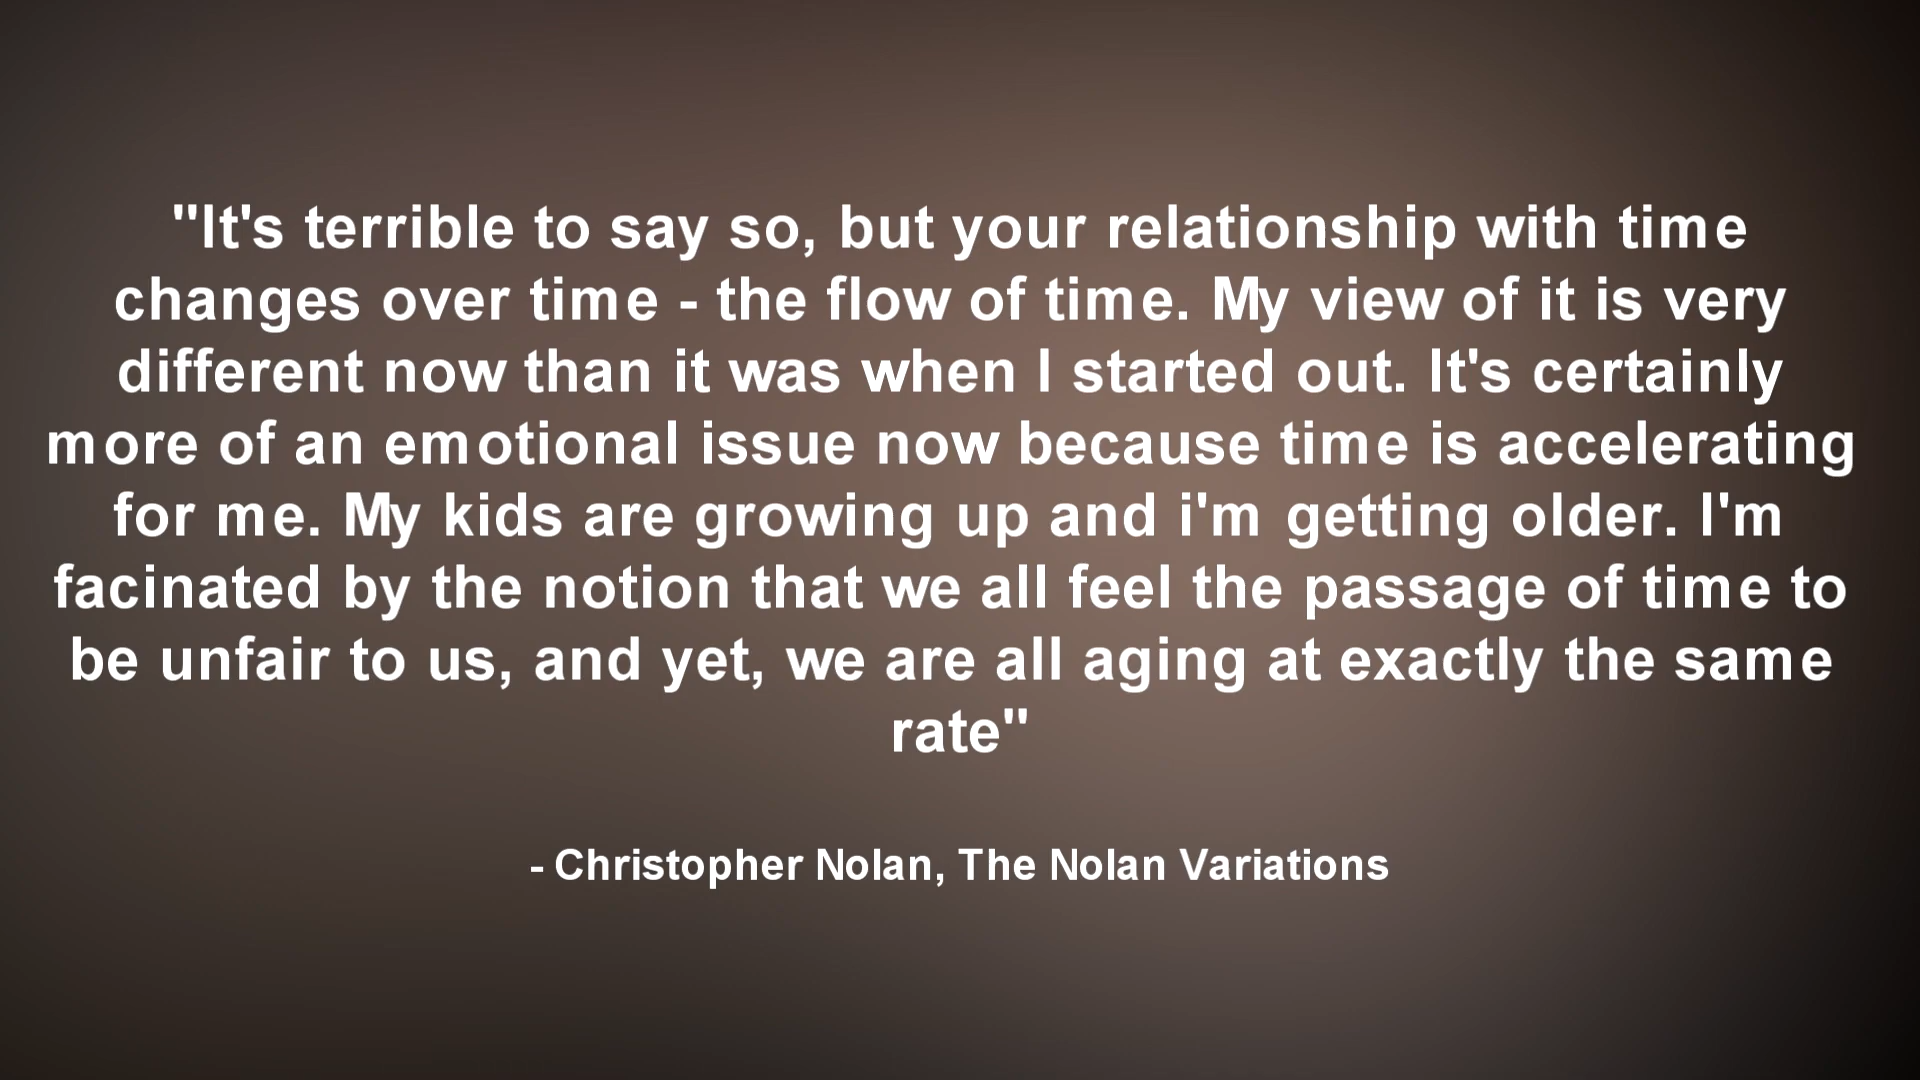 "It's terrible to say so, but your relationship with time
changes over time - the flow of time. My view of it is very
different now than it was when I started out. It's certainly
more of an emotional issue now because time is accelerating
for me. My kids are growing up and i'm getting older. I'm
facinated by the notion that we all feel the passage of time to
be unfair to us, and yet, we are all aging at exactly the same
rate"
- Christopher Nolan, The Nolan Variations